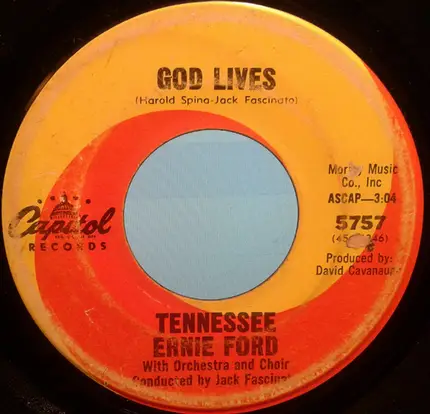 GOD LIVES
(Harold Spina-Jack Fascinato)
Music
Co., Inc
ASCAP—3:04
5757
Capitol
RECORDS
Produced by:
David
TENNESSEE
ERNIE FORD
With Orchestra and Choir
Conducted by Jack